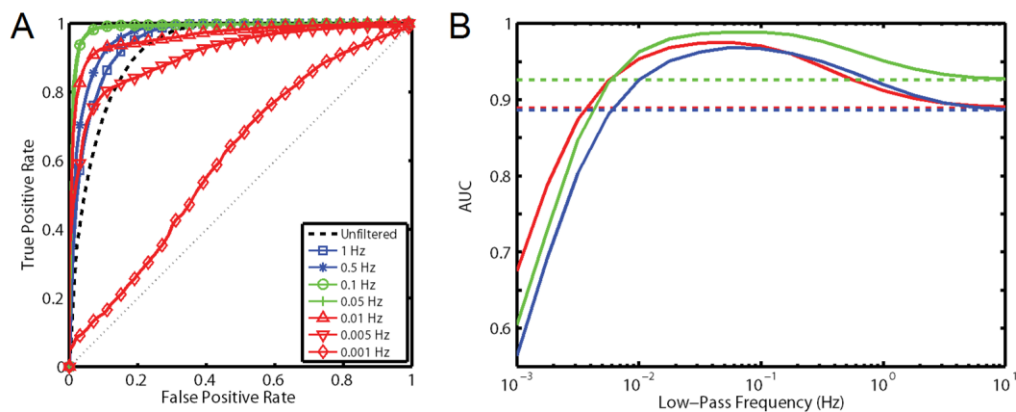 A
True Positive Rate
1
0.8
0.6
0.4
0.2
0
0 0.2 0.4 0.6 0.8 1
False Positive Rate
Unfiltered
1 Hz
0.5 Hz
0.1 Hz
0.05 Hz
0.01 Hz
0.005 Hz
0.001 Hz
B
AUC
1
0.9
0.8
0.7
0.6
10⁻³ 10⁻² 10⁻¹ 10⁰ 10¹
Low–Pass Frequency (Hz)